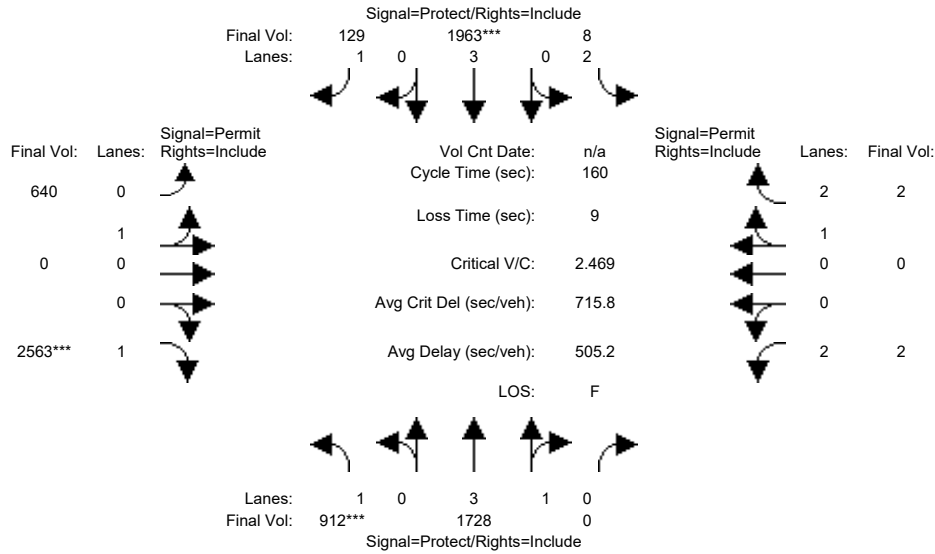 Signal=Protect/Rights=Include
Final Vol: 129 1963*** 8
Lanes: 1 0 3 0 2
Signal=Permit Signal=Permit
Final Vol: Lanes: Rights=Include Vol Cnt Date: n/a Rights=Include Lanes: Final Vol:
Cycle Time (sec): 160
640 0 2 2
Loss Time (sec): 9
1 1
0 0 Critical V/C: 2.469 0 0
0 Avg Crit Del (sec/veh): 715.8 0
2563*** 1 Avg Delay (sec/veh): 505.2 2 2
LOS: F
Lanes: 1 0 3 1 0
Final Vol: 912*** 1728 0
Signal=Protect/Rights=Include